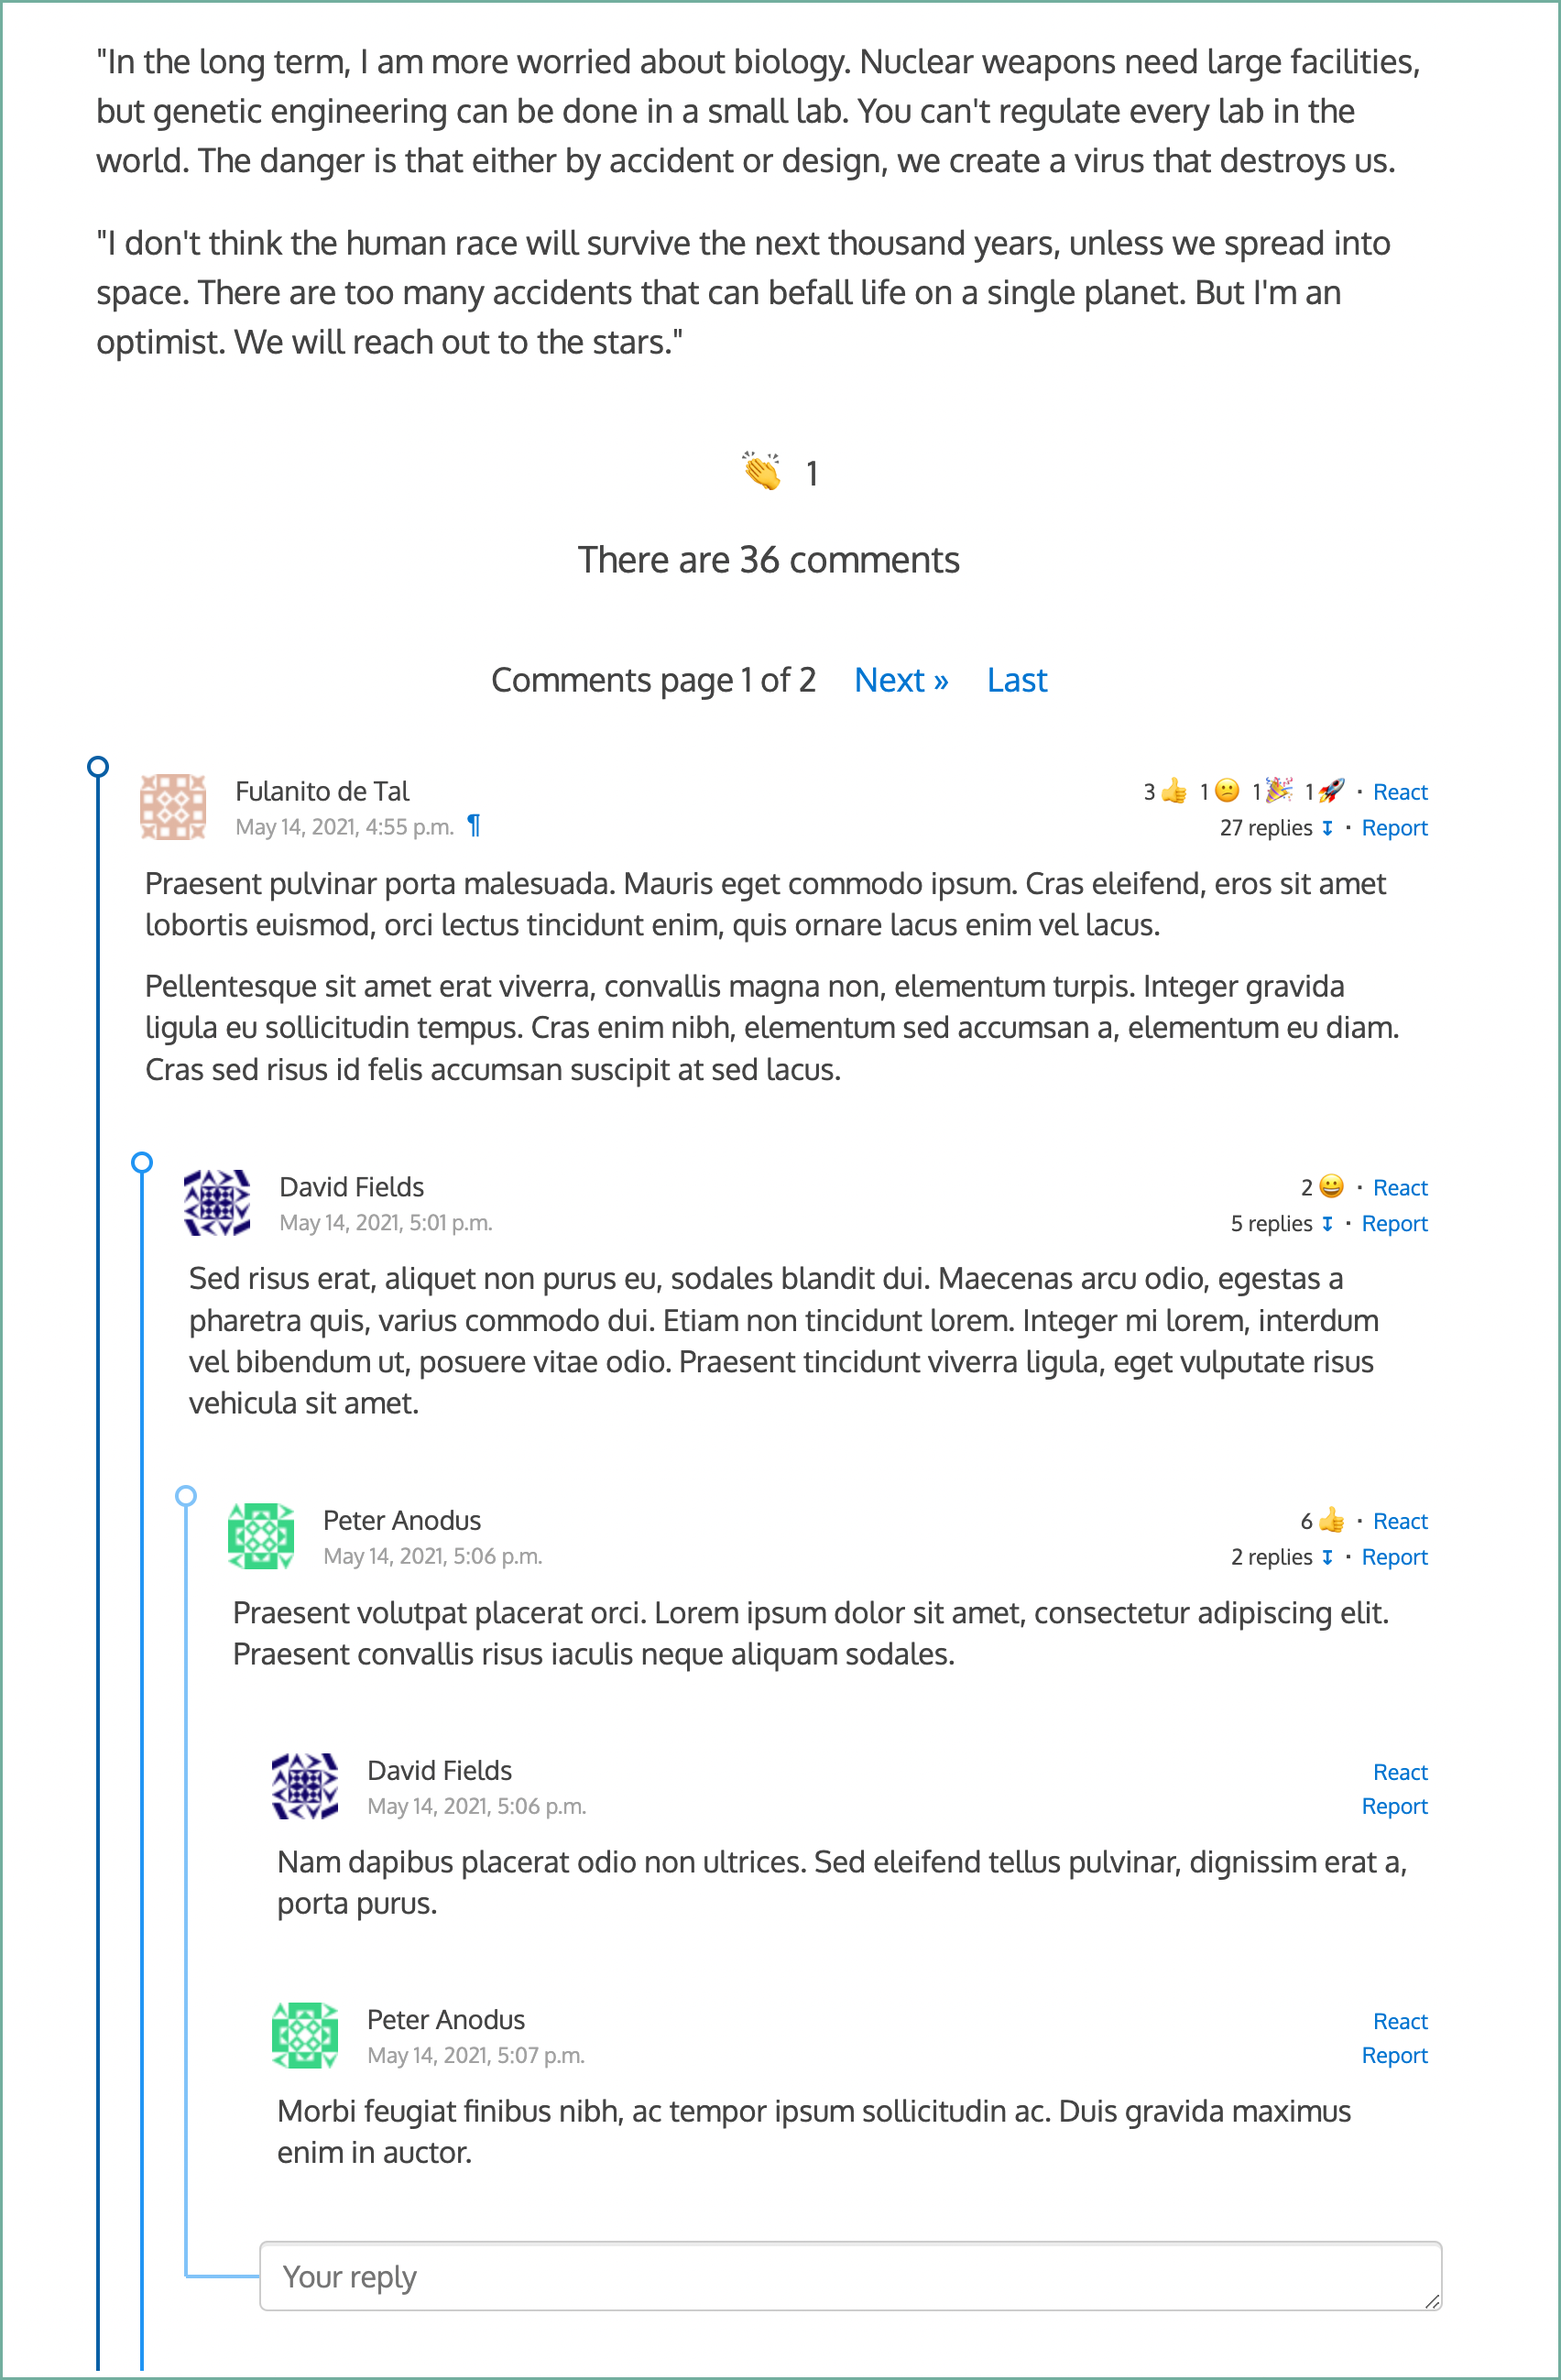 "In the long term, I am more worried about biology. Nuclear weapons need large facilities,
but genetic engineering can be done in a small lab. You can't regulate every lab in the
world. The danger is that either by accident or design, we create a virus that destroys us.
"I don't think the human race will survive the next thousand years, unless we spread into
space. There are too many accidents that can befall life on a single planet. But I'm an
optimist. We will reach out to the stars."
👏 1
There are 36 comments
Comments page 1 of 2 Next » Last
Fulanito de Tal 3 👍 1 😕 1 🎉 1 🚀 · React
May 14, 2021, 4:55 p.m. ¶ 27 replies ↧ · Report
Praesent pulvinar porta malesuada. Mauris eget commodo ipsum. Cras eleifend, eros sit amet
lobortis euismod, orci lectus tincidunt enim, quis ornare lacus enim vel lacus.
Pellentesque sit amet erat viverra, convallis magna non, elementum turpis. Integer gravida
ligula eu sollicitudin tempus. Cras enim nibh, elementum sed accumsan a, elementum eu diam.
Cras sed risus id felis accumsan suscipit at sed lacus.
David Fields 2 😀 · React
May 14, 2021, 5:01 p.m. 5 replies ↧ · Report
Sed risus erat, aliquet non purus eu, sodales blandit dui. Maecenas arcu odio, egestas a
pharetra quis, varius commodo dui. Etiam non tincidunt lorem. Integer mi lorem, interdum
vel bibendum ut, posuere vitae odio. Praesent tincidunt viverra ligula, eget vulputate risus
vehicula sit amet.
Peter Anodus 6 👍 · React
May 14, 2021, 5:06 p.m. 2 replies ↧ · Report
Praesent volutpat placerat orci. Lorem ipsum dolor sit amet, consectetur adipiscing elit.
Praesent convallis risus iaculis neque aliquam sodales.
David Fields React
May 14, 2021, 5:06 p.m. Report
Nam dapibus placerat odio non ultrices. Sed eleifend tellus pulvinar, dignissim erat a,
porta purus.
Peter Anodus React
May 14, 2021, 5:07 p.m. Report
Morbi feugiat finibus nibh, ac tempor ipsum sollicitudin ac. Duis gravida maximus
enim in auctor.
Your reply